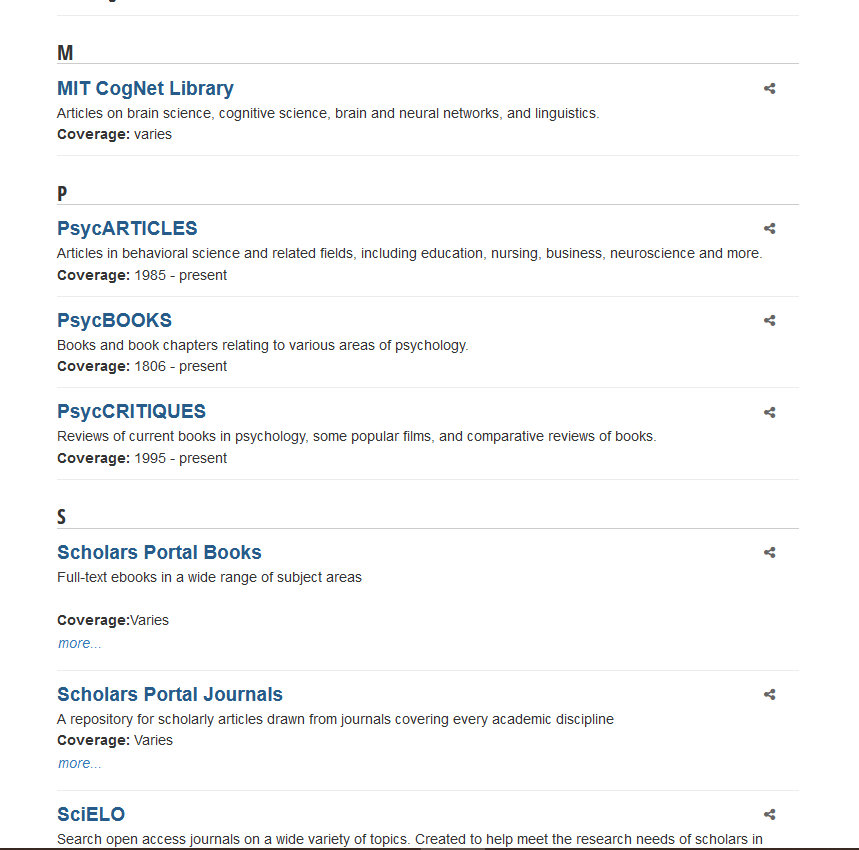 M
MIT CogNet Library
Articles on brain science, cognitive science, brain and neural networks, and linguistics.
Coverage: varies
P
PsycARTICLES
Articles in behavioral science and related fields, including education, nursing, business, neuroscience and more.
Coverage: 1985 - present
PsycBOOKS
Books and book chapters relating to various areas of psychology.
Coverage: 1806 - present
PsycCRITIQUES
Reviews of current books in psychology, some popular films, and comparative reviews of books.
Coverage: 1995 - present
S
Scholars Portal Books
Full-text ebooks in a wide range of subject areas
Coverage:Varies
more...
Scholars Portal Journals
A repository for scholarly articles drawn from journals covering every academic discipline
Coverage: Varies
more...
SciELO
Search open access journals on a wide variety of topics. Created to help meet the research needs of scholars in